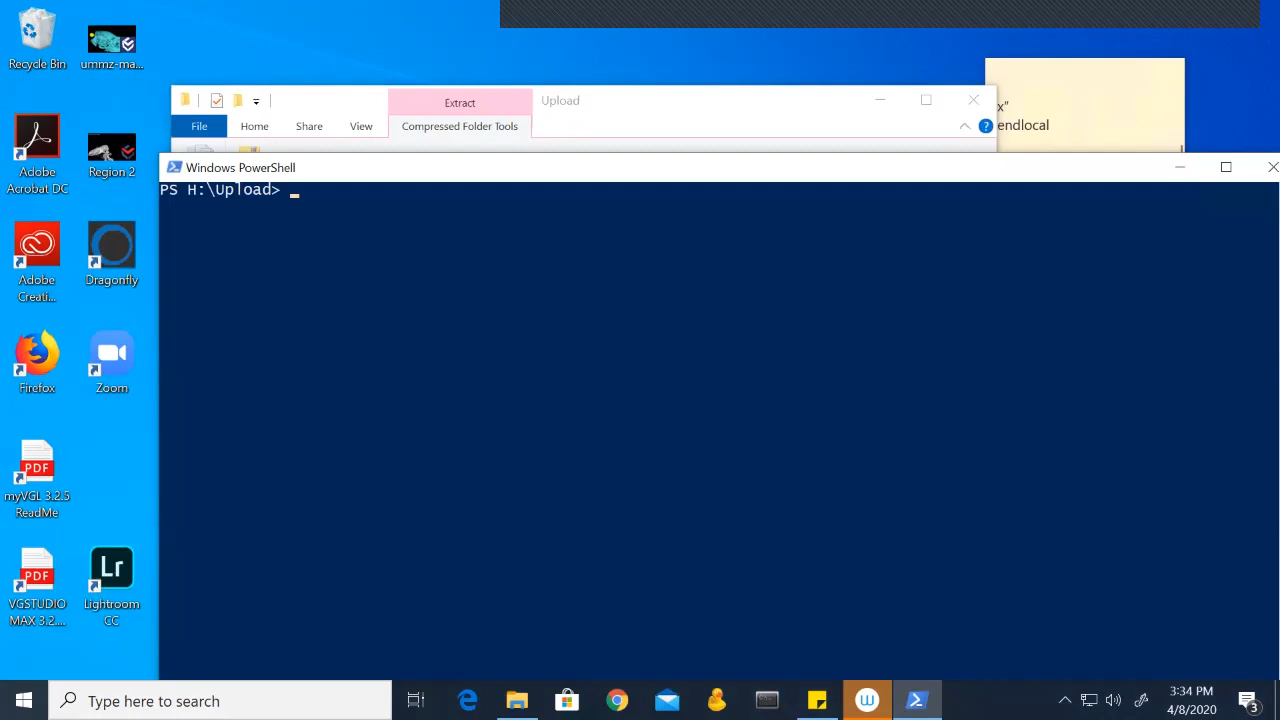 Recycle Bin
ummz-ma...
Adobe
Acrobat DC
Region 2
Adobe
Creati...
Dragonfly
Firefox
Zoom
PDF
myVGL 3.2.5
ReadMe
PDF
VGSTUDIO
MAX 3.2....
Lr
Lightroom
CC
Extract
Upload
File
Home
Share
View
Compressed Folder Tools
?
x"
endlocal
Windows PowerShell
PS H:\Upload>
Type here to search
W
3:34 PM
4/8/2020
3